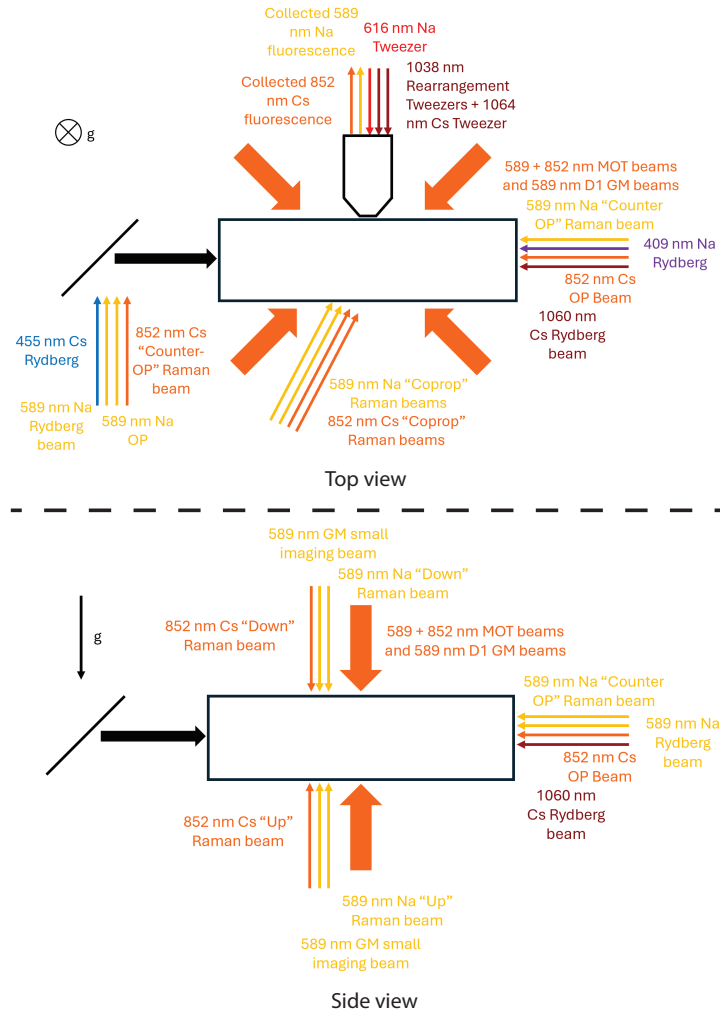 Collected 589
nm Na
fluorescence
616 nm Na
Tweezer
Collected 852
nm Cs
fluorescence
1038 nm
Rearrangement
Tweezers + 1064
nm Cs Tweezer
g
589 + 852 nm MOT beams
and 589 nm D1 GM beams
589 nm Na “Counter
OP” Raman beam
409 nm Na
Rydberg
852 nm Cs
OP Beam
1060 nm
Cs Rydberg
beam
455 nm Cs
Rydberg
852 nm Cs
“Counter-
OP” Raman
beam
589 nm Na
Rydberg
beam
589 nm Na
OP
589 nm Na “Coprop”
Raman beams
852 nm Cs “Coprop”
Raman beams
Top view
589 nm GM small
imaging beam
589 nm Na “Down”
Raman beam
852 nm Cs “Down”
Raman beam
589 + 852 nm MOT beams
and 589 nm D1 GM beams
g
589 nm Na “Counter
OP” Raman beam
589 nm Na
Rydberg
beam
852 nm Cs
OP Beam
1060 nm
Cs Rydberg
beam
852 nm Cs “Up”
Raman beam
589 nm Na “Up”
Raman beam
589 nm GM small
imaging beam
Side view